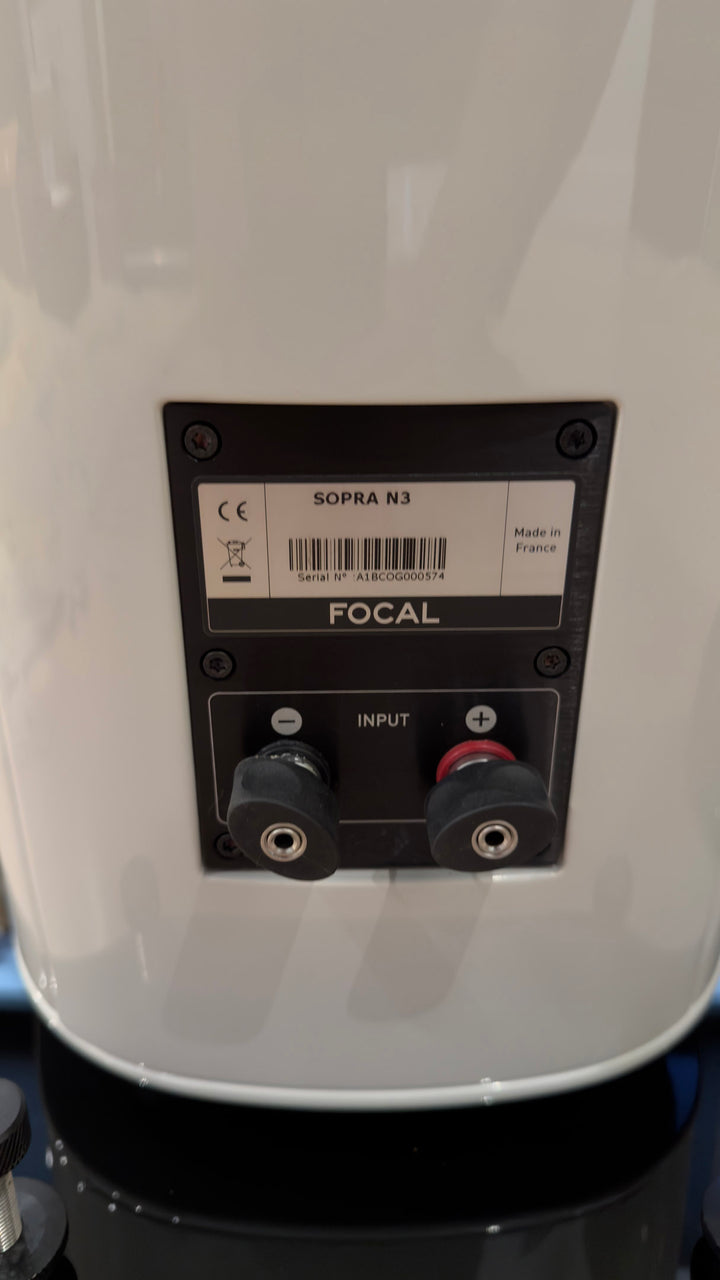 CE
SOPRA N3
Serial N° :A1BCOG000574
Made in
France
FOCAL
− INPUT +